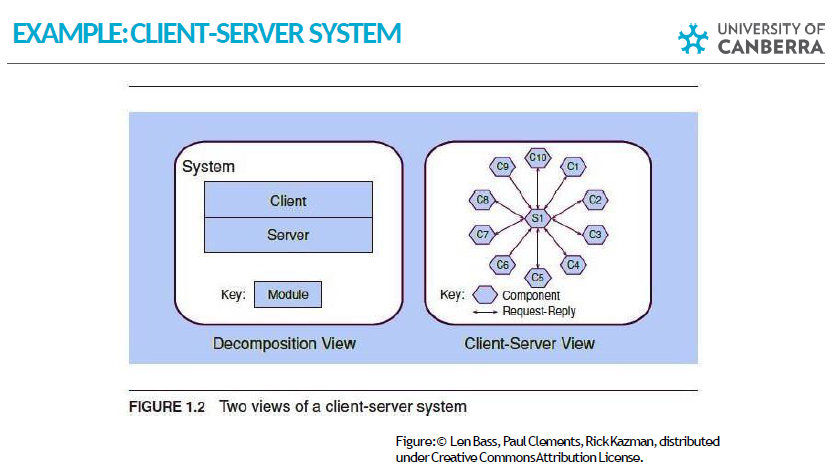 EXAMPLE: CLIENT-SERVER SYSTEM
UNIVERSITY OF
CANBERRA
System
Client
Server
Key: Module
Decomposition View
C10
C9
C1
C8
C2
S1
C7
C3
C6
C4
C5
Key: Component
Request-Reply
Client-Server View
FIGURE 1.2 Two views of a client-server system
Figure: © Len Bass, Paul Clements, Rick Kazman, distributed
under Creative Commons Attribution License.